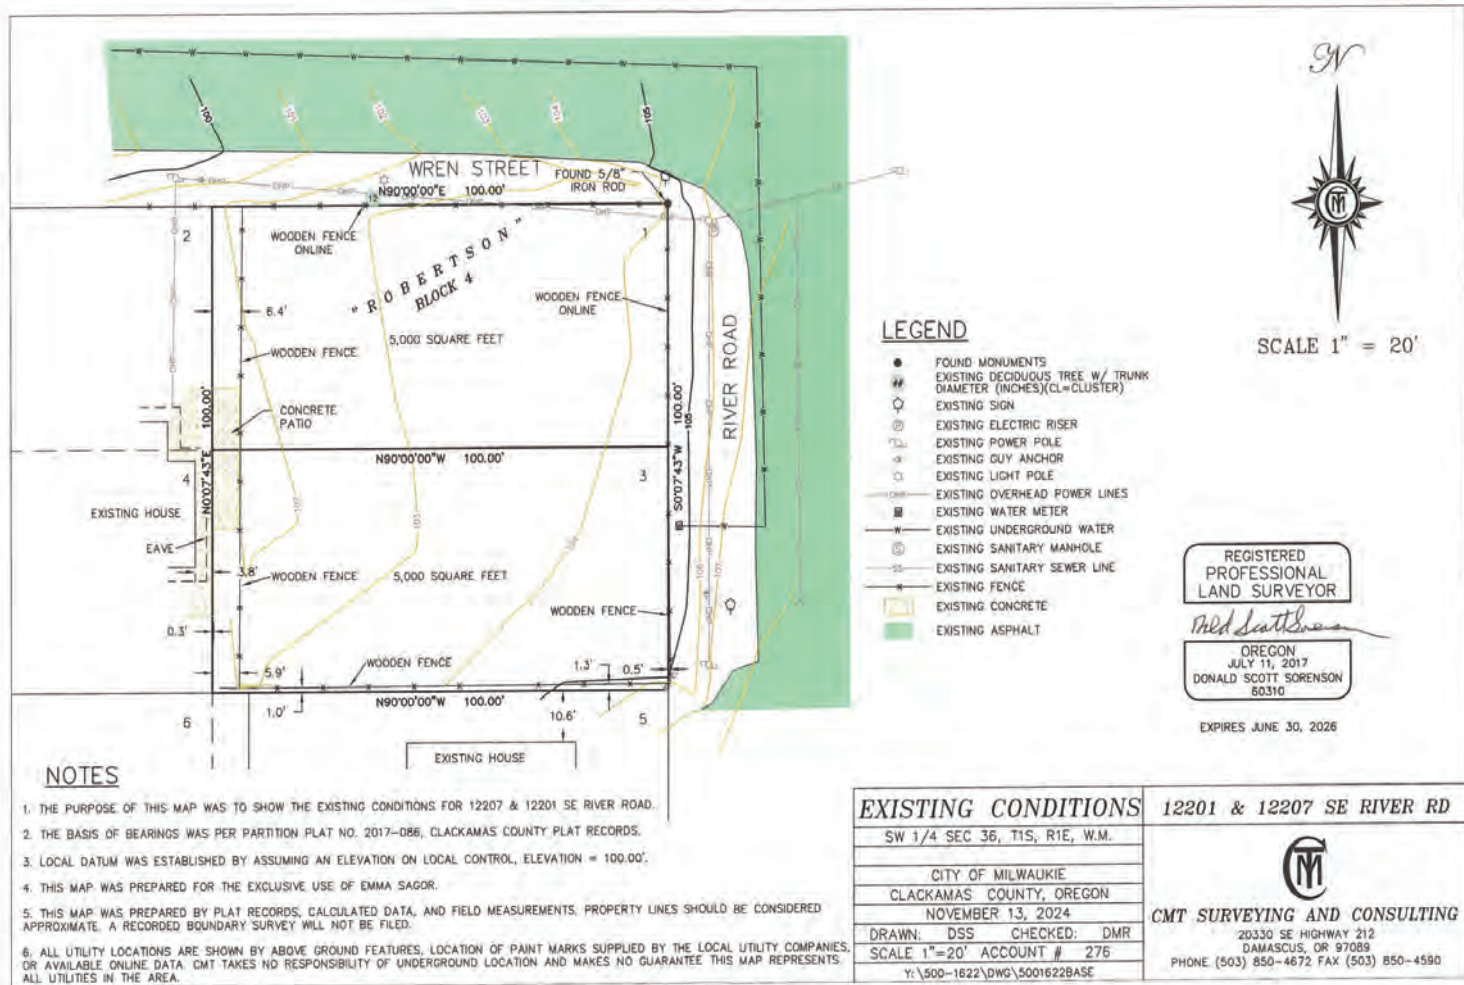 WREN STREET
FOUND 5/8"
IRON ROD
N90°00'00"E 100.00'
12
100
101
102
103
104
105
2
1
WOODEN FENCE
ONLINE
"ROBERTSON"
BLOCK 4
WOODEN FENCE
ONLINE
6.4'
5,000 SQUARE FEET
WOODEN FENCE
RIVER ROAD
CONCRETE
PATIO
N0°07'43"E 100.00'
S0°07'43"W 100.00'
105
N90°00'00"W 100.00'
4
3
EXISTING HOUSE
EAVE
107
103
106
107
3.8'
WOODEN FENCE
5,000 SQUARE FEET
WOODEN FENCE
0.3'
5.9'
WOODEN FENCE
1.3'
0.5'
1.0'
N90°00'00"W 100.00'
10.6'
6
5
EXISTING HOUSE
N
SCALE 1" = 20'
LEGEND
FOUND MONUMENTS
EXISTING DECIDUOUS TREE W/ TRUNK
DIAMETER (INCHES)(CL=CLUSTER)
EXISTING SIGN
EXISTING ELECTRIC RISER
EXISTING POWER POLE
EXISTING GUY ANCHOR
EXISTING LIGHT POLE
EXISTING OVERHEAD POWER LINES
EXISTING WATER METER
EXISTING UNDERGROUND WATER
EXISTING SANITARY MANHOLE
EXISTING SANITARY SEWER LINE
EXISTING FENCE
EXISTING CONCRETE
EXISTING ASPHALT
REGISTERED
PROFESSIONAL
LAND SURVEYOR
OREGON
JULY 11, 2017
DONALD SCOTT SORENSON
60310
EXPIRES JUNE 30, 2026
NOTES
1. THE PURPOSE OF THIS MAP WAS TO SHOW THE EXISTING CONDITIONS FOR 12207 & 12201 SE RIVER ROAD.
2. THE BASIS OF BEARINGS WAS PER PARTITION PLAT NO. 2017-086, CLACKAMAS COUNTY PLAT RECORDS.
3. LOCAL DATUM WAS ESTABLISHED BY ASSUMING AN ELEVATION ON LOCAL CONTROL, ELEVATION = 100.00'.
4. THIS MAP WAS PREPARED FOR THE EXCLUSIVE USE OF EMMA SAGOR.
5. THIS MAP WAS PREPARED BY PLAT RECORDS, CALCULATED DATA, AND FIELD MEASUREMENTS. PROPERTY LINES SHOULD BE CONSIDERED
APPROXIMATE. A RECORDED BOUNDARY SURVEY WILL NOT BE FILED.
6. ALL UTILITY LOCATIONS ARE SHOWN BY ABOVE GROUND FEATURES, LOCATION OF PAINT MARKS SUPPLIED BY THE LOCAL UTILITY COMPANIES,
OR AVAILABLE ONLINE DATA. CMT TAKES NO RESPONSIBILITY OF UNDERGROUND LOCATION AND MAKES NO GUARANTEE THIS MAP REPRESENTS
ALL UTILITIES IN THE AREA.
EXISTING CONDITIONS
SW 1/4 SEC 36, T1S, R1E, W.M.
CITY OF MILWAUKIE
CLACKAMAS COUNTY, OREGON
NOVEMBER 13, 2024
DRAWN: DSS CHECKED: DMR
SCALE 1"=20' ACCOUNT # 276
Y:\500-1622\DWG\5001622BASE
12201 & 12207 SE RIVER RD
CMT
CMT SURVEYING AND CONSULTING
20330 SE HIGHWAY 212
DAMASCUS, OR 97089
PHONE (503) 850-4672 FAX (503) 850-4590